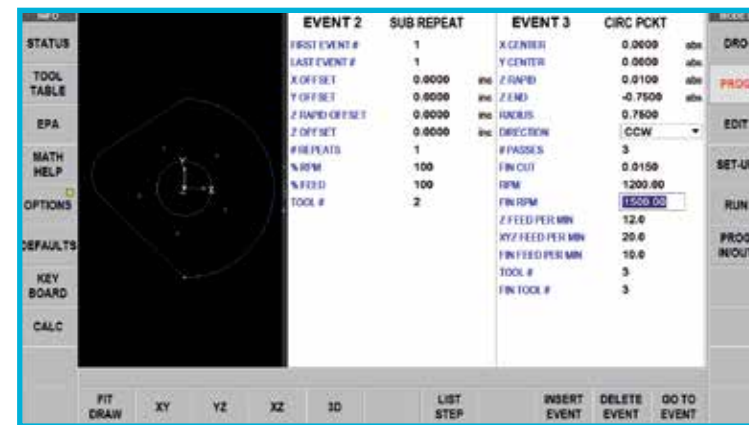 INFO
STATUS
TOOL
TABLE
EPA
MATH
HELP
OPTIONS
DEFAULTS
KEY
BOARD
CALC
Y
X
EVENT 2 SUB REPEAT
FIRST EVENT # 1
LAST EVENT # 1
X OFFSET 0.0000 inc
Y OFFSET 0.0000 inc
Z RAPID OFFSET 0.0000 inc
Z OFFSET 0.0000 inc
# REPEATS 1
% RPM 100
% FEED 100
TOOL # 2
EVENT 3 CIRC PCKT
X CENTER 0.0000 abs
Y CENTER 0.0000 abs
Z RAPID 0.0100 abs
Z END -0.7500 abs
RADIUS 0.7500
DIRECTION CCW
# PASSES 3
FIN CUT 0.0150
RPM 1200.00
FIN RPM 1500.00
Z FEED PER MIN 12.0
XYZ FEED PER MIN 20.0
FIN FEED PER MIN 10.0
TOOL # 3
FIN TOOL # 3
DRO
PROG
EDIT
SET-U
RUN
PROG
IN/OUT
FIT
DRAW
XY
YZ
XZ
3D
LIST
STEP
INSERT
EVENT
DELETE
EVENT
GO TO
EVENT